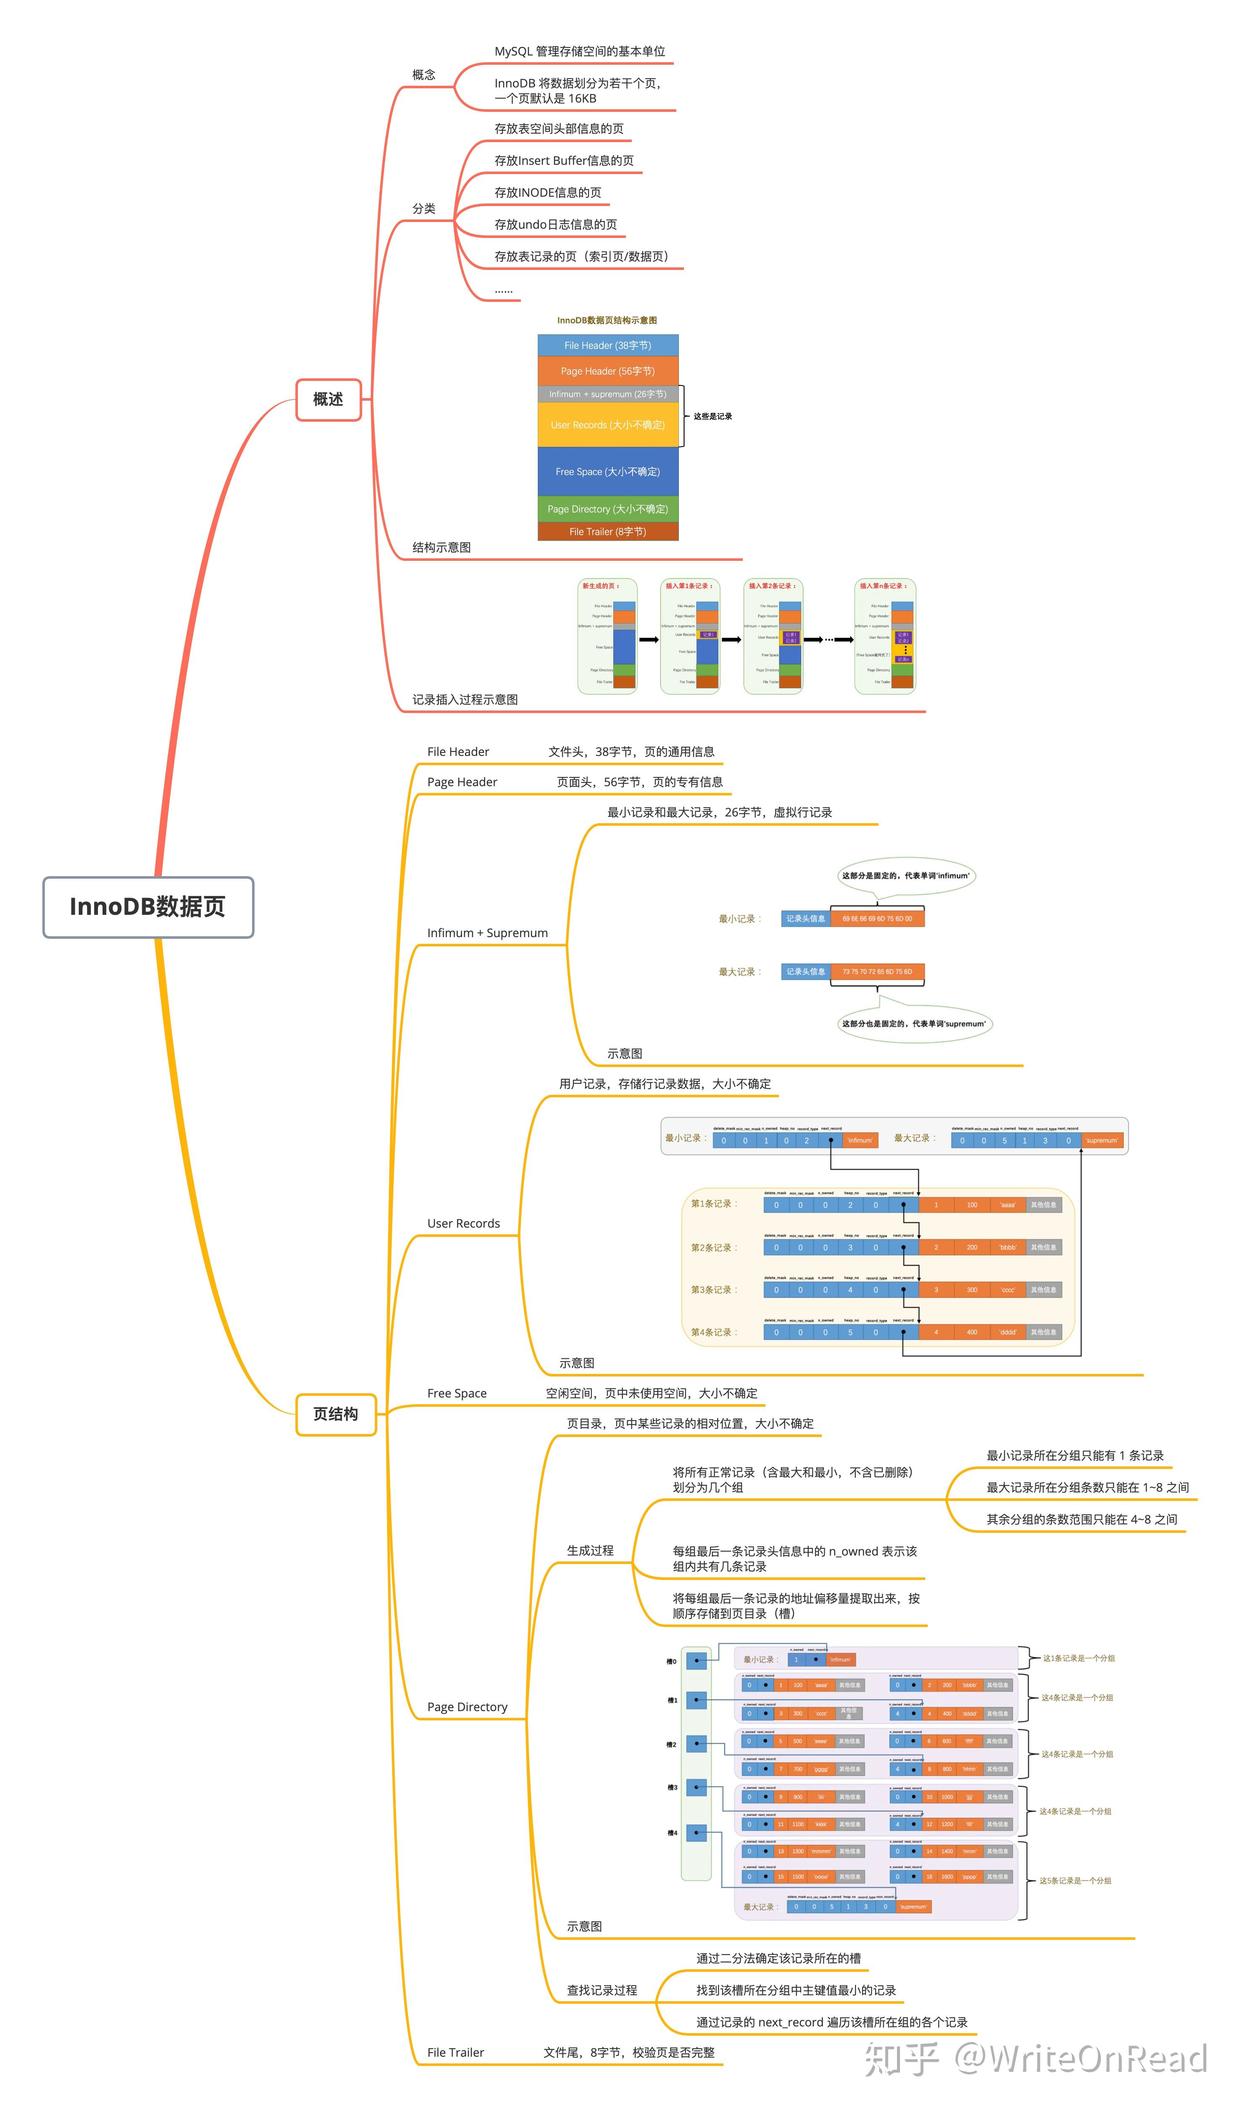 MySQL 管理存储空间的基本单位
概念
InnoDB 将数据划分为若干个页，
一个页默认是 16KB
存放表空间头部信息的页
存放Insert Buffer信息的页
存放INODE信息的页
分类
存放undo日志信息的页
存放表记录的页（索引页/数据页）
......
InnoDB数据页结构示意图
File Header (38字节)
Page Header (56字节)
Infimum + supremum (26字节)
概述
这些是记录
User Records (大小不确定)
Free Space (大小不确定)
Page Directory (大小不确定)
File Trailer (8字节)
结构示意图
新生成的页：
插入第1条记录：
插入第2条记录：
插入第n条记录：
记录插入过程示意图
File Header 文件头，38字节，页的通用信息
Page Header 页面头，56字节，页的专有信息
最小记录和最大记录，26字节，虚拟行记录
这部分是固定的，代表单词'infimum'
InnoDB数据页
最小记录： 记录头信息 69 6E 66 69 6D 75 6D 00
Infimum + Supremum
最大记录： 记录头信息 73 75 70 72 65 6D 75 6D
这部分也是固定的，代表单词'supremum'
示意图
用户记录，存储行记录数据，大小不确定
delete_mask min_rec_mask n_owned heap_no record_type next_record
最小记录： 0 0 1 0 2 'infimum'
delete_mask min_rec_mask n_owned heap_no record_type next_record
最大记录： 0 0 5 1 3 0 'supremum'
delete_mask min_rec_mask n_owned heap_no record_type next_record
第1条记录： 0 0 0 2 0 1 100 'aaaa' 其他信息
User Records
delete_mask min_rec_mask n_owned heap_no record_type next_record
第2条记录： 0 0 0 3 0 2 200 'bbbb' 其他信息
delete_mask min_rec_mask n_owned heap_no record_type next_record
第3条记录： 0 0 0 4 0 3 300 'cccc' 其他信息
delete_mask min_rec_mask n_owned heap_no record_type next_record
第4条记录： 0 0 0 5 0 4 400 'dddd' 其他信息
示意图
Free Space 空闲空间，页中未使用空间，大小不确定
页结构
页目录，页中某些记录的相对位置，大小不确定
最小记录所在分组只能有 1 条记录
将所有正常记录（含最大和最小，不含已删除）
划分为几个组
最大记录所在分组条数只能在 1~8 之间
其余分组的条数范围只能在 4~8 之间
生成过程
每组最后一条记录头信息中的 n_owned 表示该
组内共有几条记录
将每组最后一条记录的地址偏移量提取出来，按
顺序存储到页目录（槽）
Page Directory
槽0
最小记录： 1 'infimum'
这1条记录是一个分组
槽1
这4条记录是一个分组
槽2
这4条记录是一个分组
槽3
这4条记录是一个分组
槽4
这5条记录是一个分组
最大记录： 0 0 5 1 3 0 'supremum'
示意图
通过二分法确定该记录所在的槽
查找记录过程
找到该槽所在分组中主键值最小的记录
通过记录的 next_record 遍历该槽所在组的各个记录
File Trailer 文件尾，8字节，校验页是否完整
知乎 @WriteOnRead